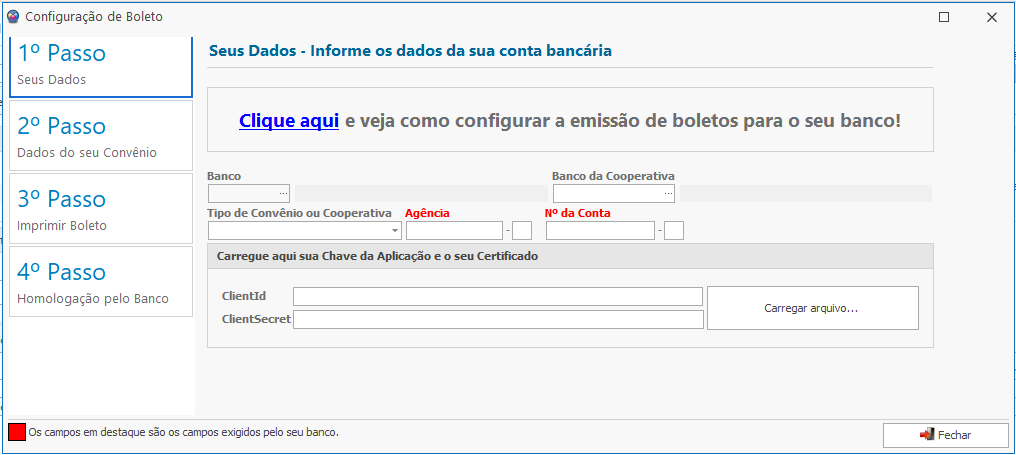 Configuração de Boleto
1º Passo
Seus Dados
2º Passo
Dados do seu Convênio
3º Passo
Imprimir Boleto
4º Passo
Homologação pelo Banco
Seus Dados - Informe os dados da sua conta bancária
Clique aqui e veja como configurar a emissão de boletos para o seu banco!
Banco
Banco da Cooperativa
Tipo de Convênio ou Cooperativa
Agência
Nº da Conta
Carregue aqui sua Chave da Aplicação e o seu Certificado
ClientId
ClientSecret
Carregar arquivo...
Os campos em destaque são os campos exigidos pelo seu banco.
Fechar